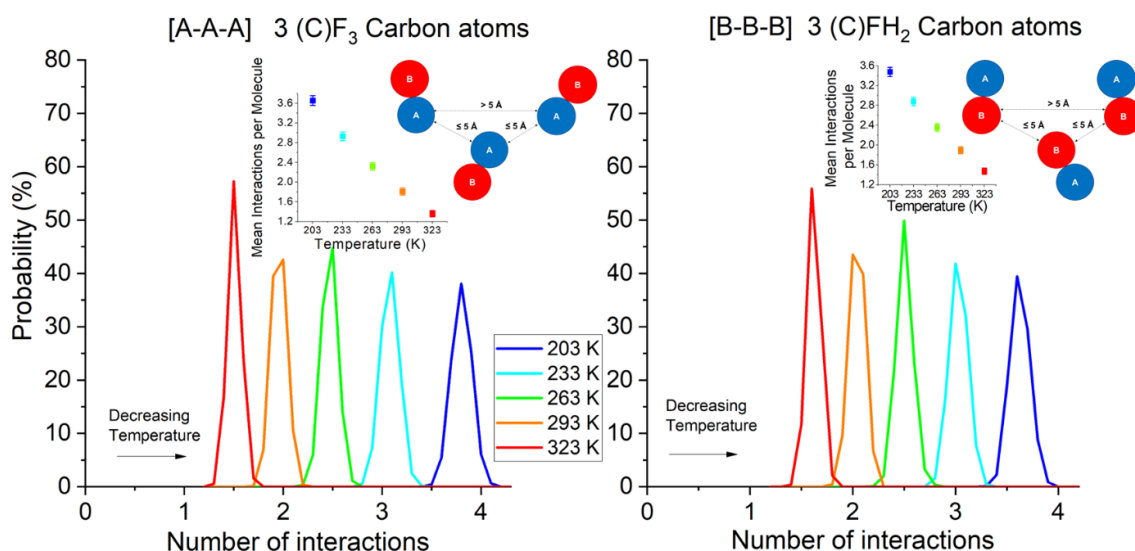 [A-A-A] 3 (C)F₃ Carbon atoms
Probability (%)
80
70
60
50
40
30
20
10
0
0 1 2 3 4
Number of interactions
Decreasing
Temperature
203 K
233 K
263 K
293 K
323 K
Mean Interactions per Molecule
3.6
3.0
2.4
1.8
1.2
203 233 263 293 323
Temperature (K)
B
A
B
A
A
B
> 5 Å
≤ 5 Å
≤ 5 Å
[B-B-B] 3 (C)FH₂ Carbon atoms
80
70
60
50
40
30
20
10
0
0 1 2 3 4
Number of interactions
Decreasing
Temperature
Mean Interactions
per Molecule
3.6
3.2
2.8
2.4
2.0
1.6
1.2
203 233 263 293 323
Temperature (K)
A
B
A
B
B
A
> 5 Å
≤ 5 Å
≤ 5 Å